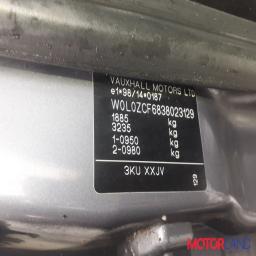 VAUXHALL MOTORS LTD
e1*98/14*0187
W0L0ZCF6838023129
1885 kg
3235 kg
1-0950 kg
2-0980 kg
3KU XXJV
129
MOTORLAND